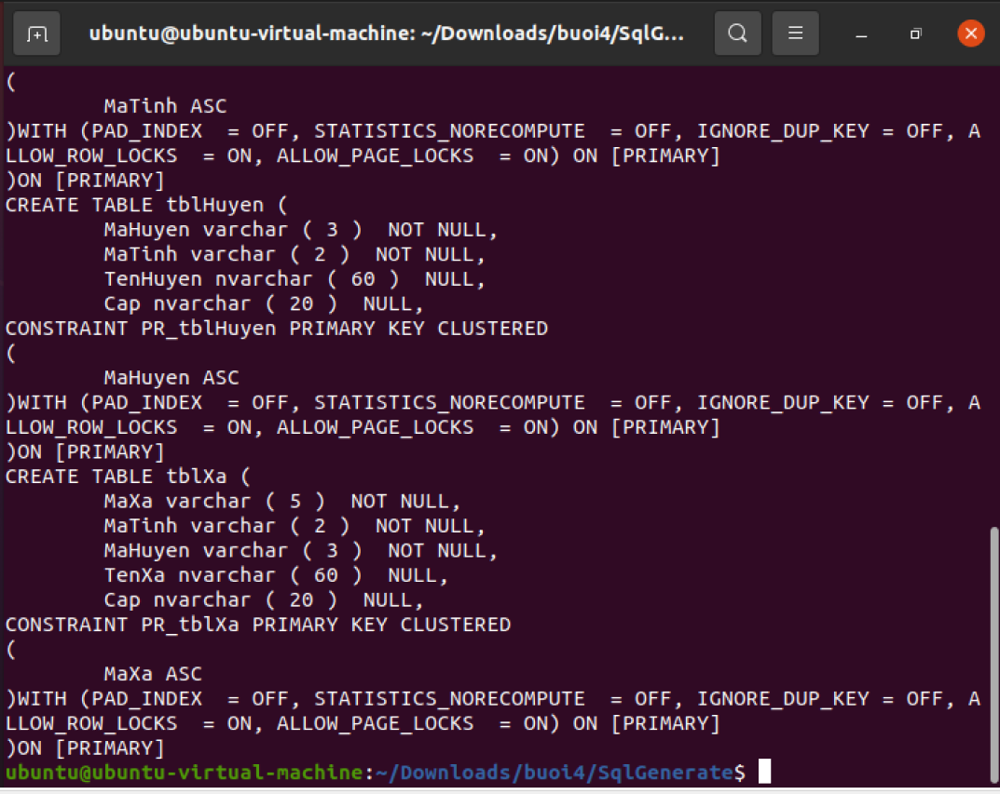 ubuntu@ubuntu-virtual-machine: ~/Downloads/buoi4/SqlG...
(
        MaTinh ASC
)WITH (PAD_INDEX  = OFF, STATISTICS_NORECOMPUTE  = OFF, IGNORE_DUP_KEY = OFF, A
LLOW_ROW_LOCKS  = ON, ALLOW_PAGE_LOCKS  = ON) ON [PRIMARY]
)ON [PRIMARY]
CREATE TABLE tblHuyen (
        MaHuyen varchar ( 3 )  NOT NULL,
        MaTinh varchar ( 2 )  NOT NULL,
        TenHuyen nvarchar ( 60 )  NULL,
        Cap nvarchar ( 20 )  NULL,
CONSTRAINT PR_tblHuyen PRIMARY KEY CLUSTERED
(
        MaHuyen ASC
)WITH (PAD_INDEX  = OFF, STATISTICS_NORECOMPUTE  = OFF, IGNORE_DUP_KEY = OFF, A
LLOW_ROW_LOCKS  = ON, ALLOW_PAGE_LOCKS  = ON) ON [PRIMARY]
)ON [PRIMARY]
CREATE TABLE tblXa (
        MaXa varchar ( 5 )  NOT NULL,
        MaTinh varchar ( 2 )  NOT NULL,
        MaHuyen varchar ( 3 )  NOT NULL,
        TenXa nvarchar ( 60 )  NULL,
        Cap nvarchar ( 20 )  NULL,
CONSTRAINT PR_tblXa PRIMARY KEY CLUSTERED
(
        MaXa ASC
)WITH (PAD_INDEX  = OFF, STATISTICS_NORECOMPUTE  = OFF, IGNORE_DUP_KEY = OFF, A
LLOW_ROW_LOCKS  = ON, ALLOW_PAGE_LOCKS  = ON) ON [PRIMARY]
)ON [PRIMARY]
ubuntu@ubuntu-virtual-machine:~/Downloads/buoi4/SqlGenerate$